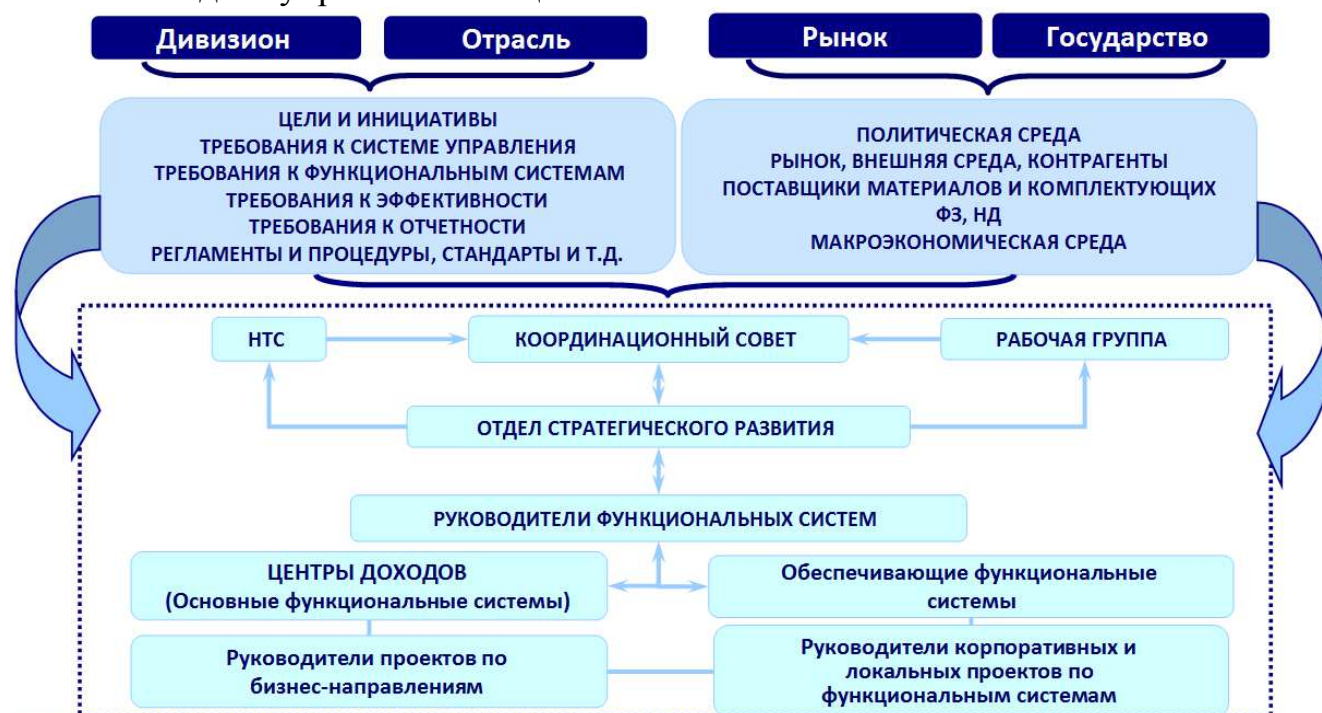 Дивизион
Отрасль
Рынок
Государство
ЦЕЛИ И ИНИЦИАТИВЫ
ТРЕБОВАНИЯ К СИСТЕМЕ УПРАВЛЕНИЯ
ТРЕБОВАНИЯ К ФУНКЦИОНАЛЬНЫМ СИСТЕМАМ
ТРЕБОВАНИЯ К ЭФФЕКТИВНОСТИ
ТРЕБОВАНИЯ К ОТЧЕТНОСТИ
РЕГЛАМЕНТЫ И ПРОЦЕДУРЫ, СТАНДАРТЫ И Т.Д.
ПОЛИТИЧЕСКАЯ СРЕДА
РЫНОК, ВНЕШНЯЯ СРЕДА, КОНТРАГЕНТЫ
ПОСТАВЩИКИ МАТЕРИАЛОВ И КОМПЛЕКТУЮЩИХ
ФЗ, НД
МАКРОЭКОНОМИЧЕСКАЯ СРЕДА
НТС
КООРДИНАЦИОННЫЙ СОВЕТ
РАБОЧАЯ ГРУППА
ОТДЕЛ СТРАТЕГИЧЕСКОГО РАЗВИТИЯ
РУКОВОДИТЕЛИ ФУНКЦИОНАЛЬНЫХ СИСТЕМ
ЦЕНТРЫ ДОХОДОВ
(Основные функциональные системы)
Обеспечивающие функциональные
системы
Руководители проектов по
бизнес-направлениям
Руководители корпоративных и
локальных проектов по
функциональным системам